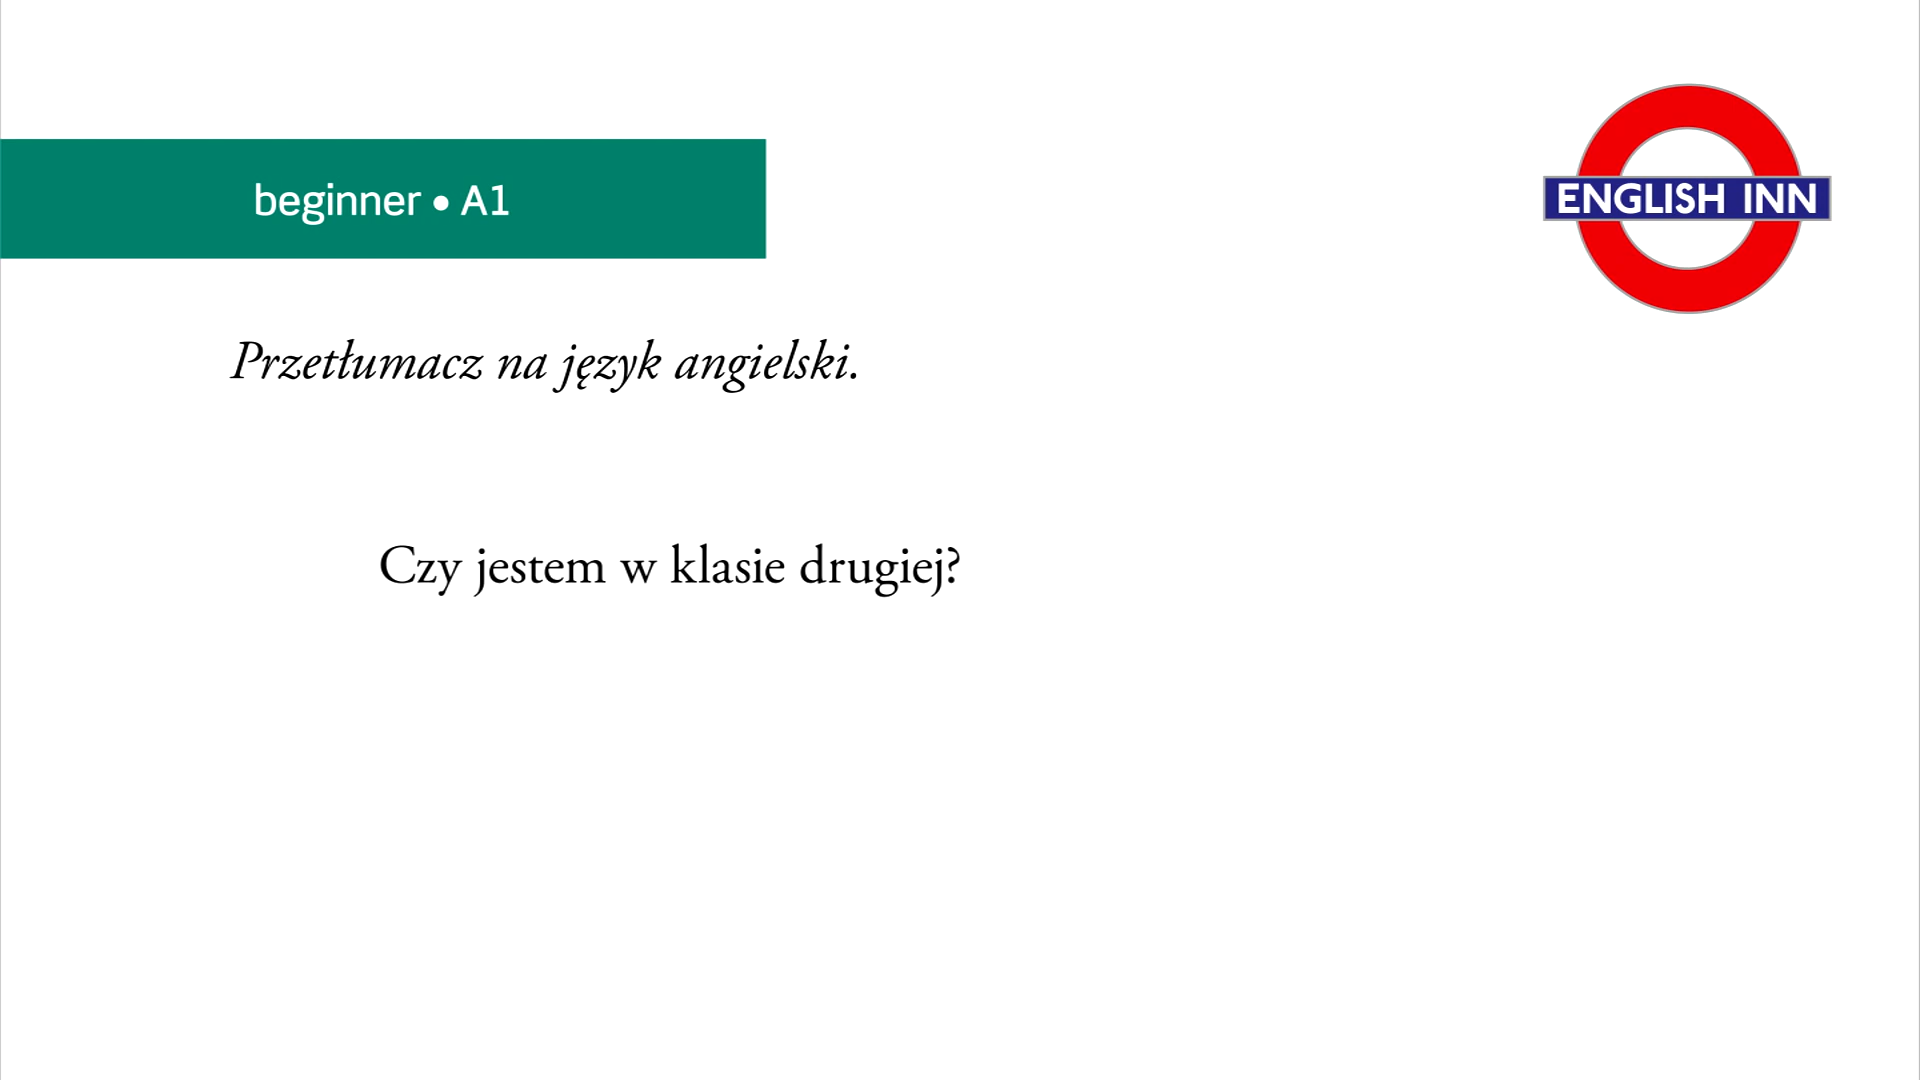 beginner • A1
ENGLISH INN
Przetłumacz na język angielski.
Czy jestem w klasie drugiej?